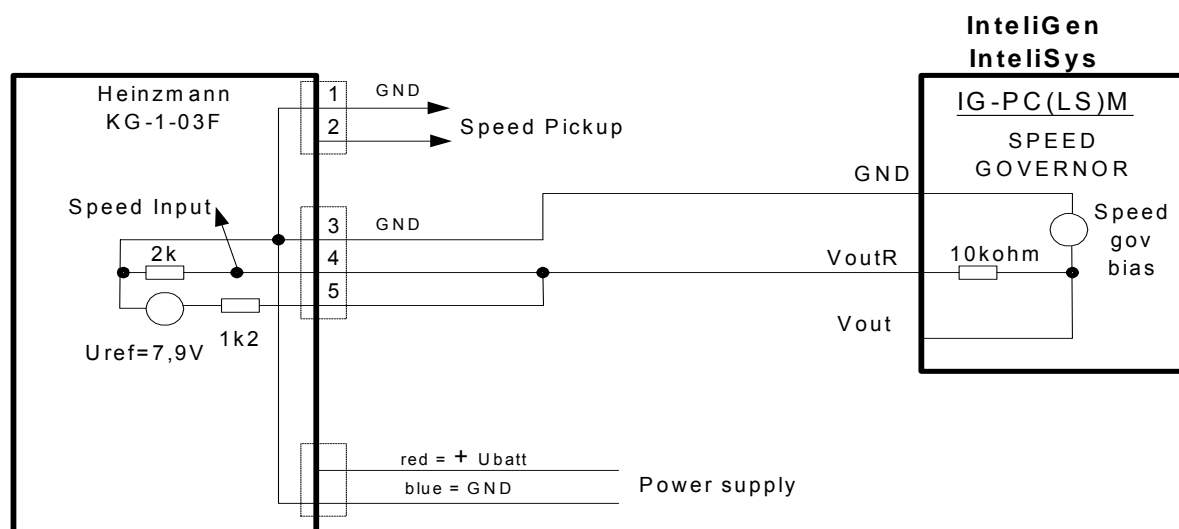 InteliGen
InteliSys
Heinzmann
KG-1-03F
1
GND
2
Speed Pickup
IG-PC(LS)M
SPEED
GOVERNOR
GND
Speed Input
3
GND
Speed
gov
bias
2k
4
VoutR
10kohm
5
1k2
Vout
Uref=7,9V
red = + Ubatt
blue = GND
Power supply